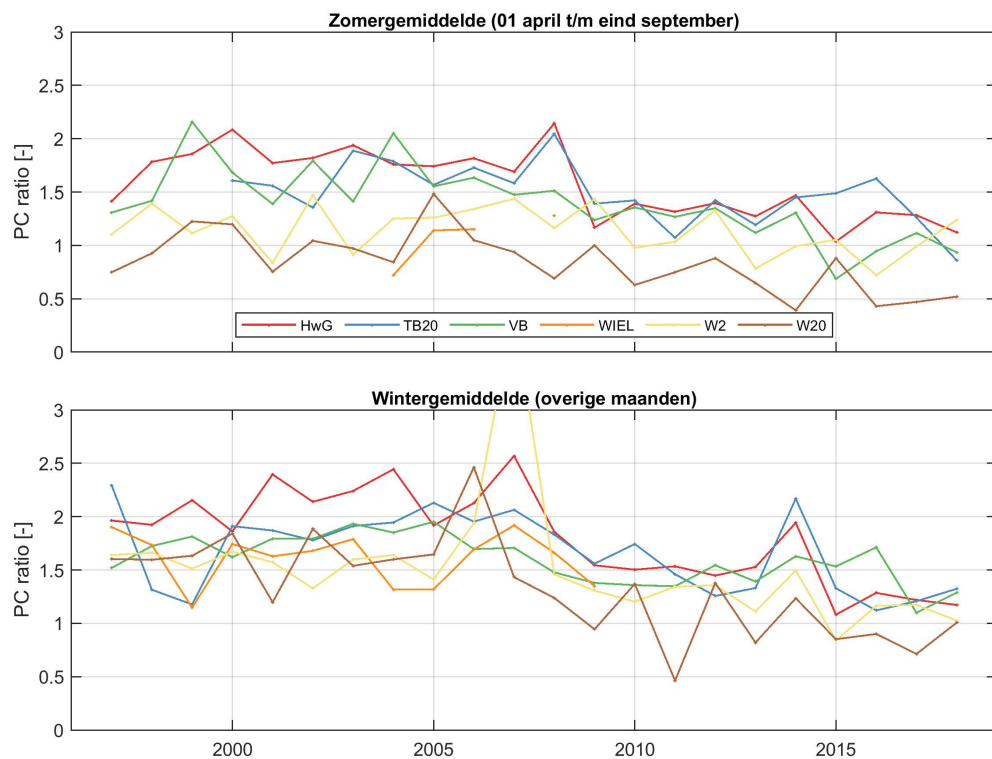 Zomergemiddelde (01 april t/m eind september)
3
2.5
2
1.5
1
0.5
0
PC ratio [-]
HwG TB20 VB WIEL W2 W20
Wintergemiddelde (overige maanden)
3
2.5
2
1.5
1
0.5
0
PC ratio [-]
2000 2005 2010 2015